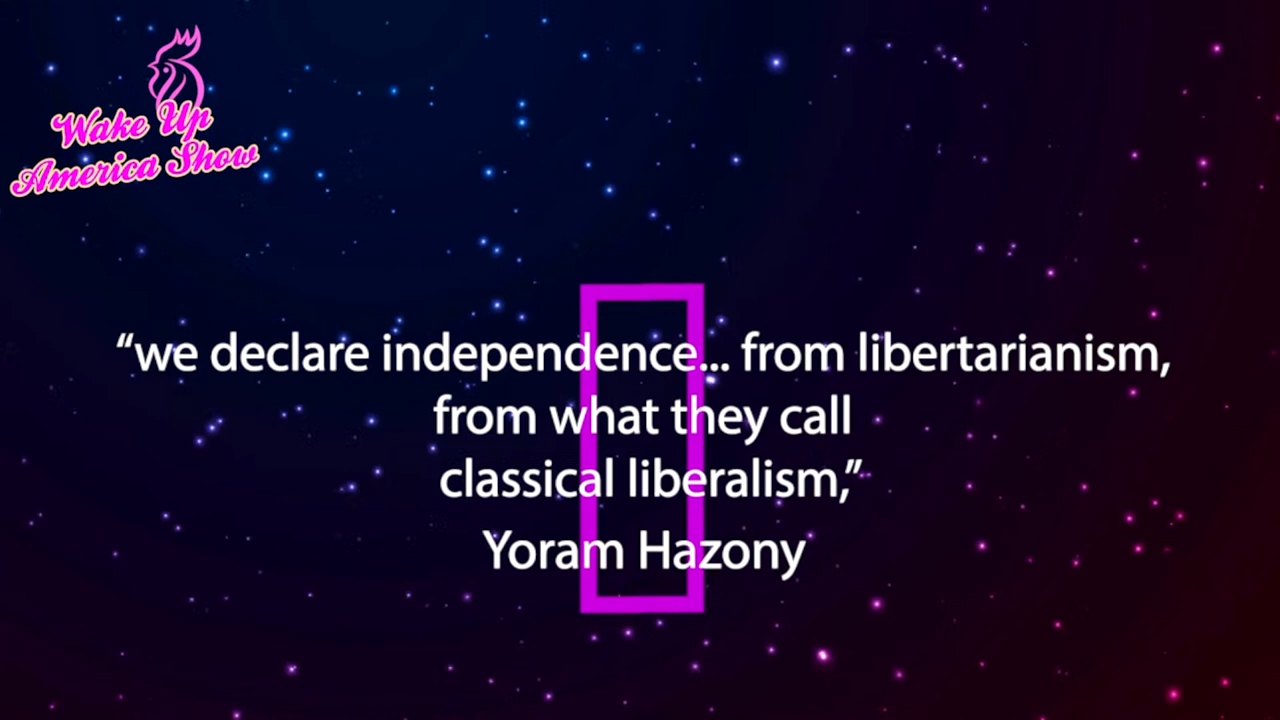 Wake Up
America Show
“we declare independence... from libertarianism,
from what they call
classical liberalism,”
Yoram Hazony